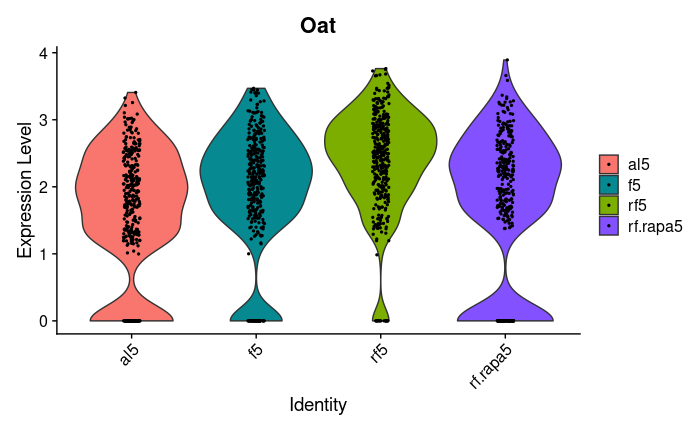 Oat
Expression Level
4
3
2
1
0
al5
f5
rf5
rf.rapa5
Identity
al5
f5
rf5
rf.rapa5